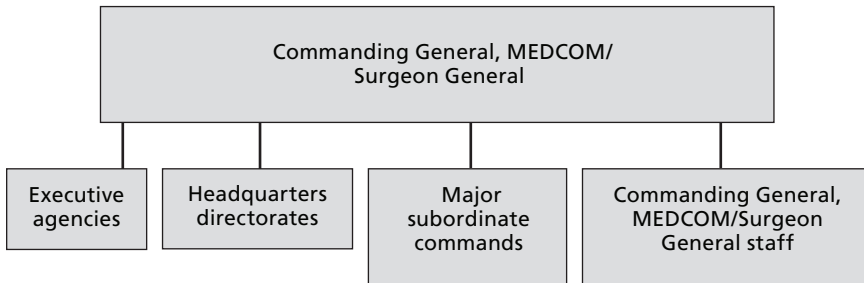 Commanding General, MEDCOM/
Surgeon General
Executive
agencies
Headquarters
directorates
Major
subordinate
commands
Commanding General,
MEDCOM/Surgeon
General staff